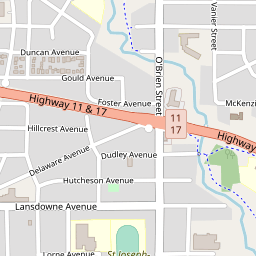 Vanier Street
Duncan Avenue
O'Brien Street
Gould Avenue
Highway 11 & 17
Foster Avenue
McKenzi
11
17
Hillcrest Avenue
Highway
Delaware Avenue
Dudley Avenue
Hutcheson Avenue
Lansdowne Avenue
Lorne Avenue
St Joseph-